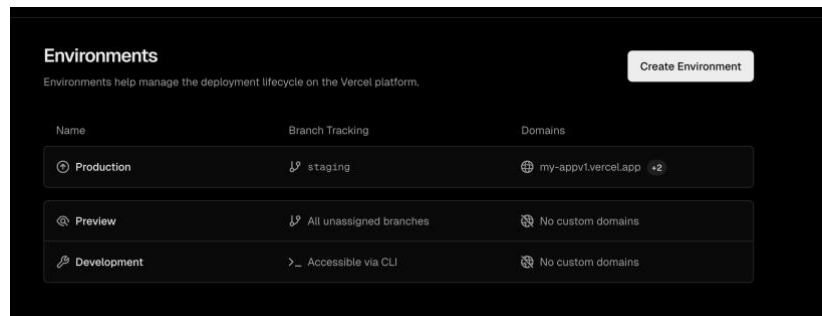 Environments
Create Environment
Environments help manage the deployment lifecycle on the Vercel platform.
Name Branch Tracking Domains
Production staging my-appv1.vercel.app +2
Preview All unassigned branches No custom domains
Development >_ Accessible via CLI No custom domains